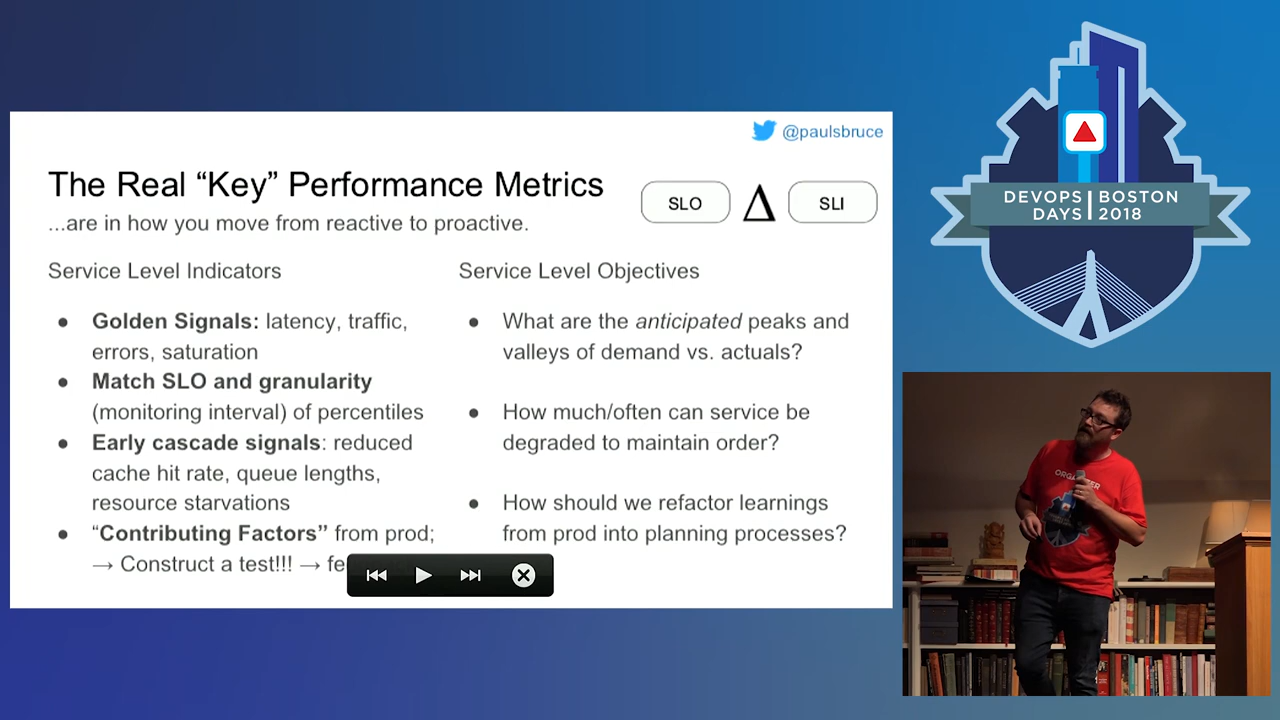 @paulsbruce
The Real “Key” Performance Metrics
...are in how you move from reactive to proactive.
SLO
Δ
SLI
Service Level Indicators
● Golden Signals: latency, traffic,
errors, saturation
● Match SLO and granularity
(monitoring interval) of percentiles
● Early cascade signals: reduced
cache hit rate, queue lengths,
resource starvations
● “Contributing Factors” from prod;
→ Construct a test!!! →
Service Level Objectives
● What are the anticipated peaks and
valleys of demand vs. actuals?
● How much/often can service be
degraded to maintain order?
● How should we refactor learnings
from prod into planning processes?
DEVOPS | BOSTON
DAYS | 2018
ORGANIZER